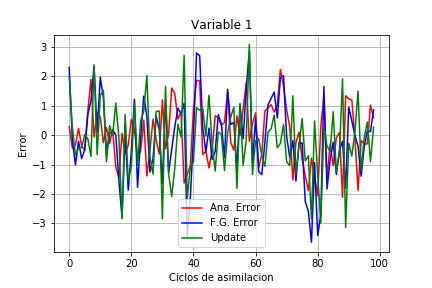 Variable 1
3
2
1
0
−1
−2
−3
Error
Ana. Error
F.G. Error
Update
0 20 40 60 80 100
Ciclos de asimilacion